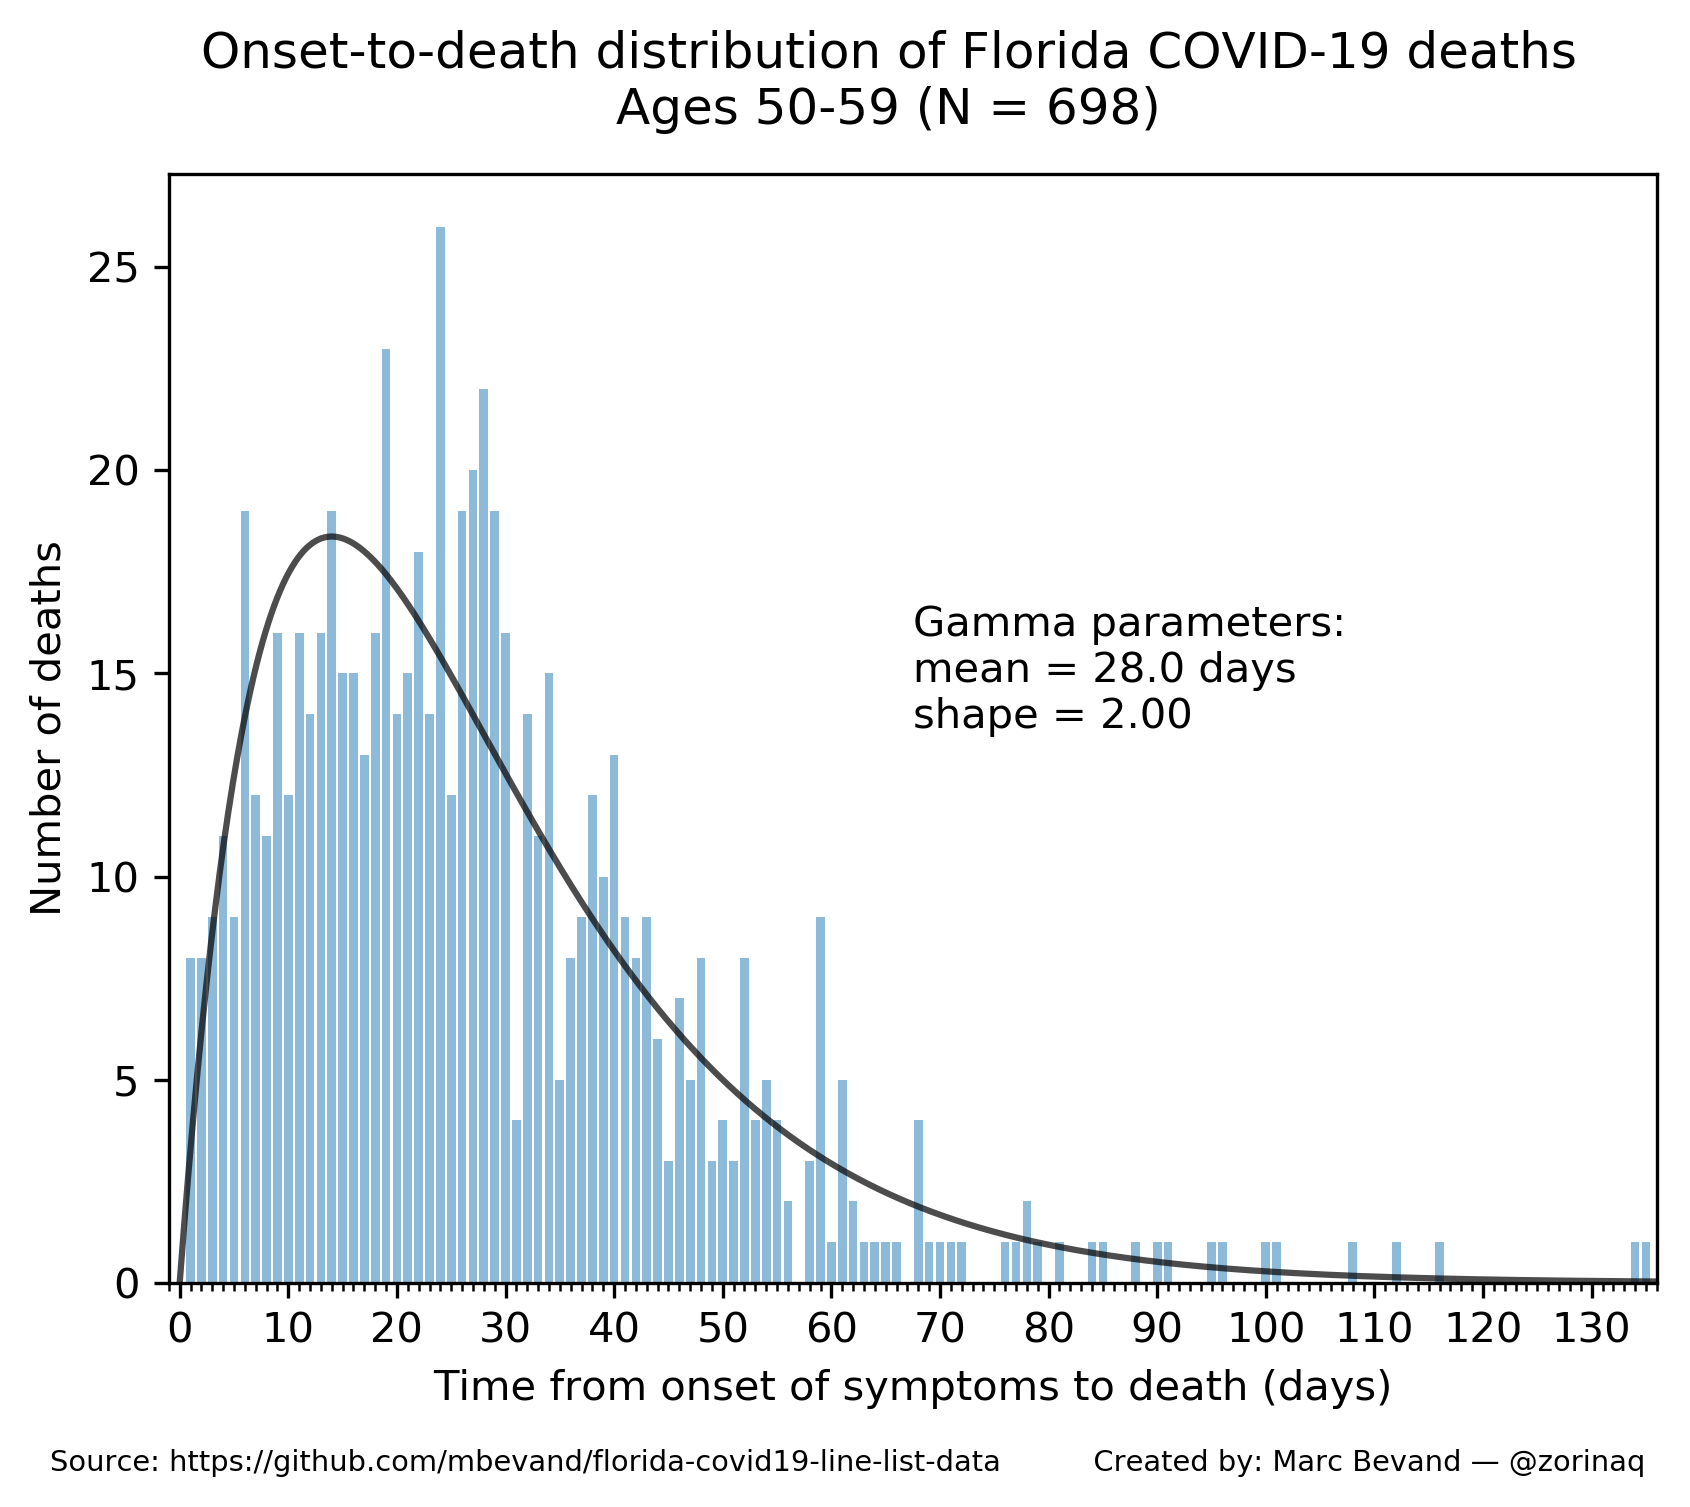 Onset-to-death distribution of Florida COVID-19 deaths
Ages 50-59 (N = 698)
25
20
15
10
5
0
Number of deaths
Gamma parameters:
mean = 28.0 days
shape = 2.00
0 10 20 30 40 50 60 70 80 90 100 110 120 130
Time from onset of symptoms to death (days)
Source: https://github.com/mbevand/florida-covid19-line-list-data
Created by: Marc Bevand — @zorinaq